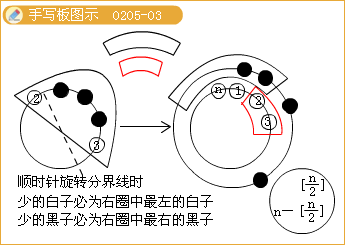 手写板图示 0205-03
②
③
n ① ② ③
顺时针旋转分界线时
少的白子必为右圈中最左的白子
少的黑子必为右圈中最右的黑子
[n/2]
n－[n/2]